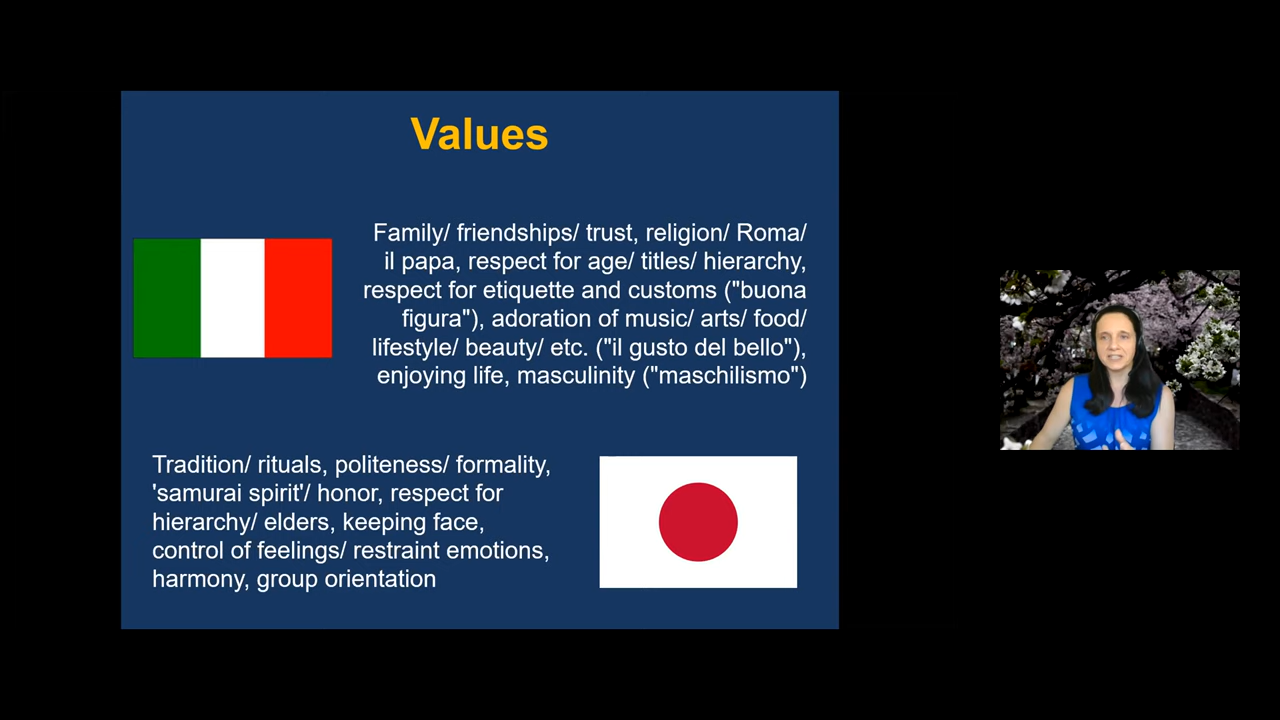 Values
Family/ friendships/ trust, religion/ Roma/
il papa, respect for age/ titles/ hierarchy,
respect for etiquette and customs ("buona
figura"), adoration of music/ arts/ food/
lifestyle/ beauty/ etc. ("il gusto del bello"),
enjoying life, masculinity ("maschilismo")
Tradition/ rituals, politeness/ formality,
'samurai spirit'/ honor, respect for
hierarchy/ elders, keeping face,
control of feelings/ restraint emotions,
harmony, group orientation